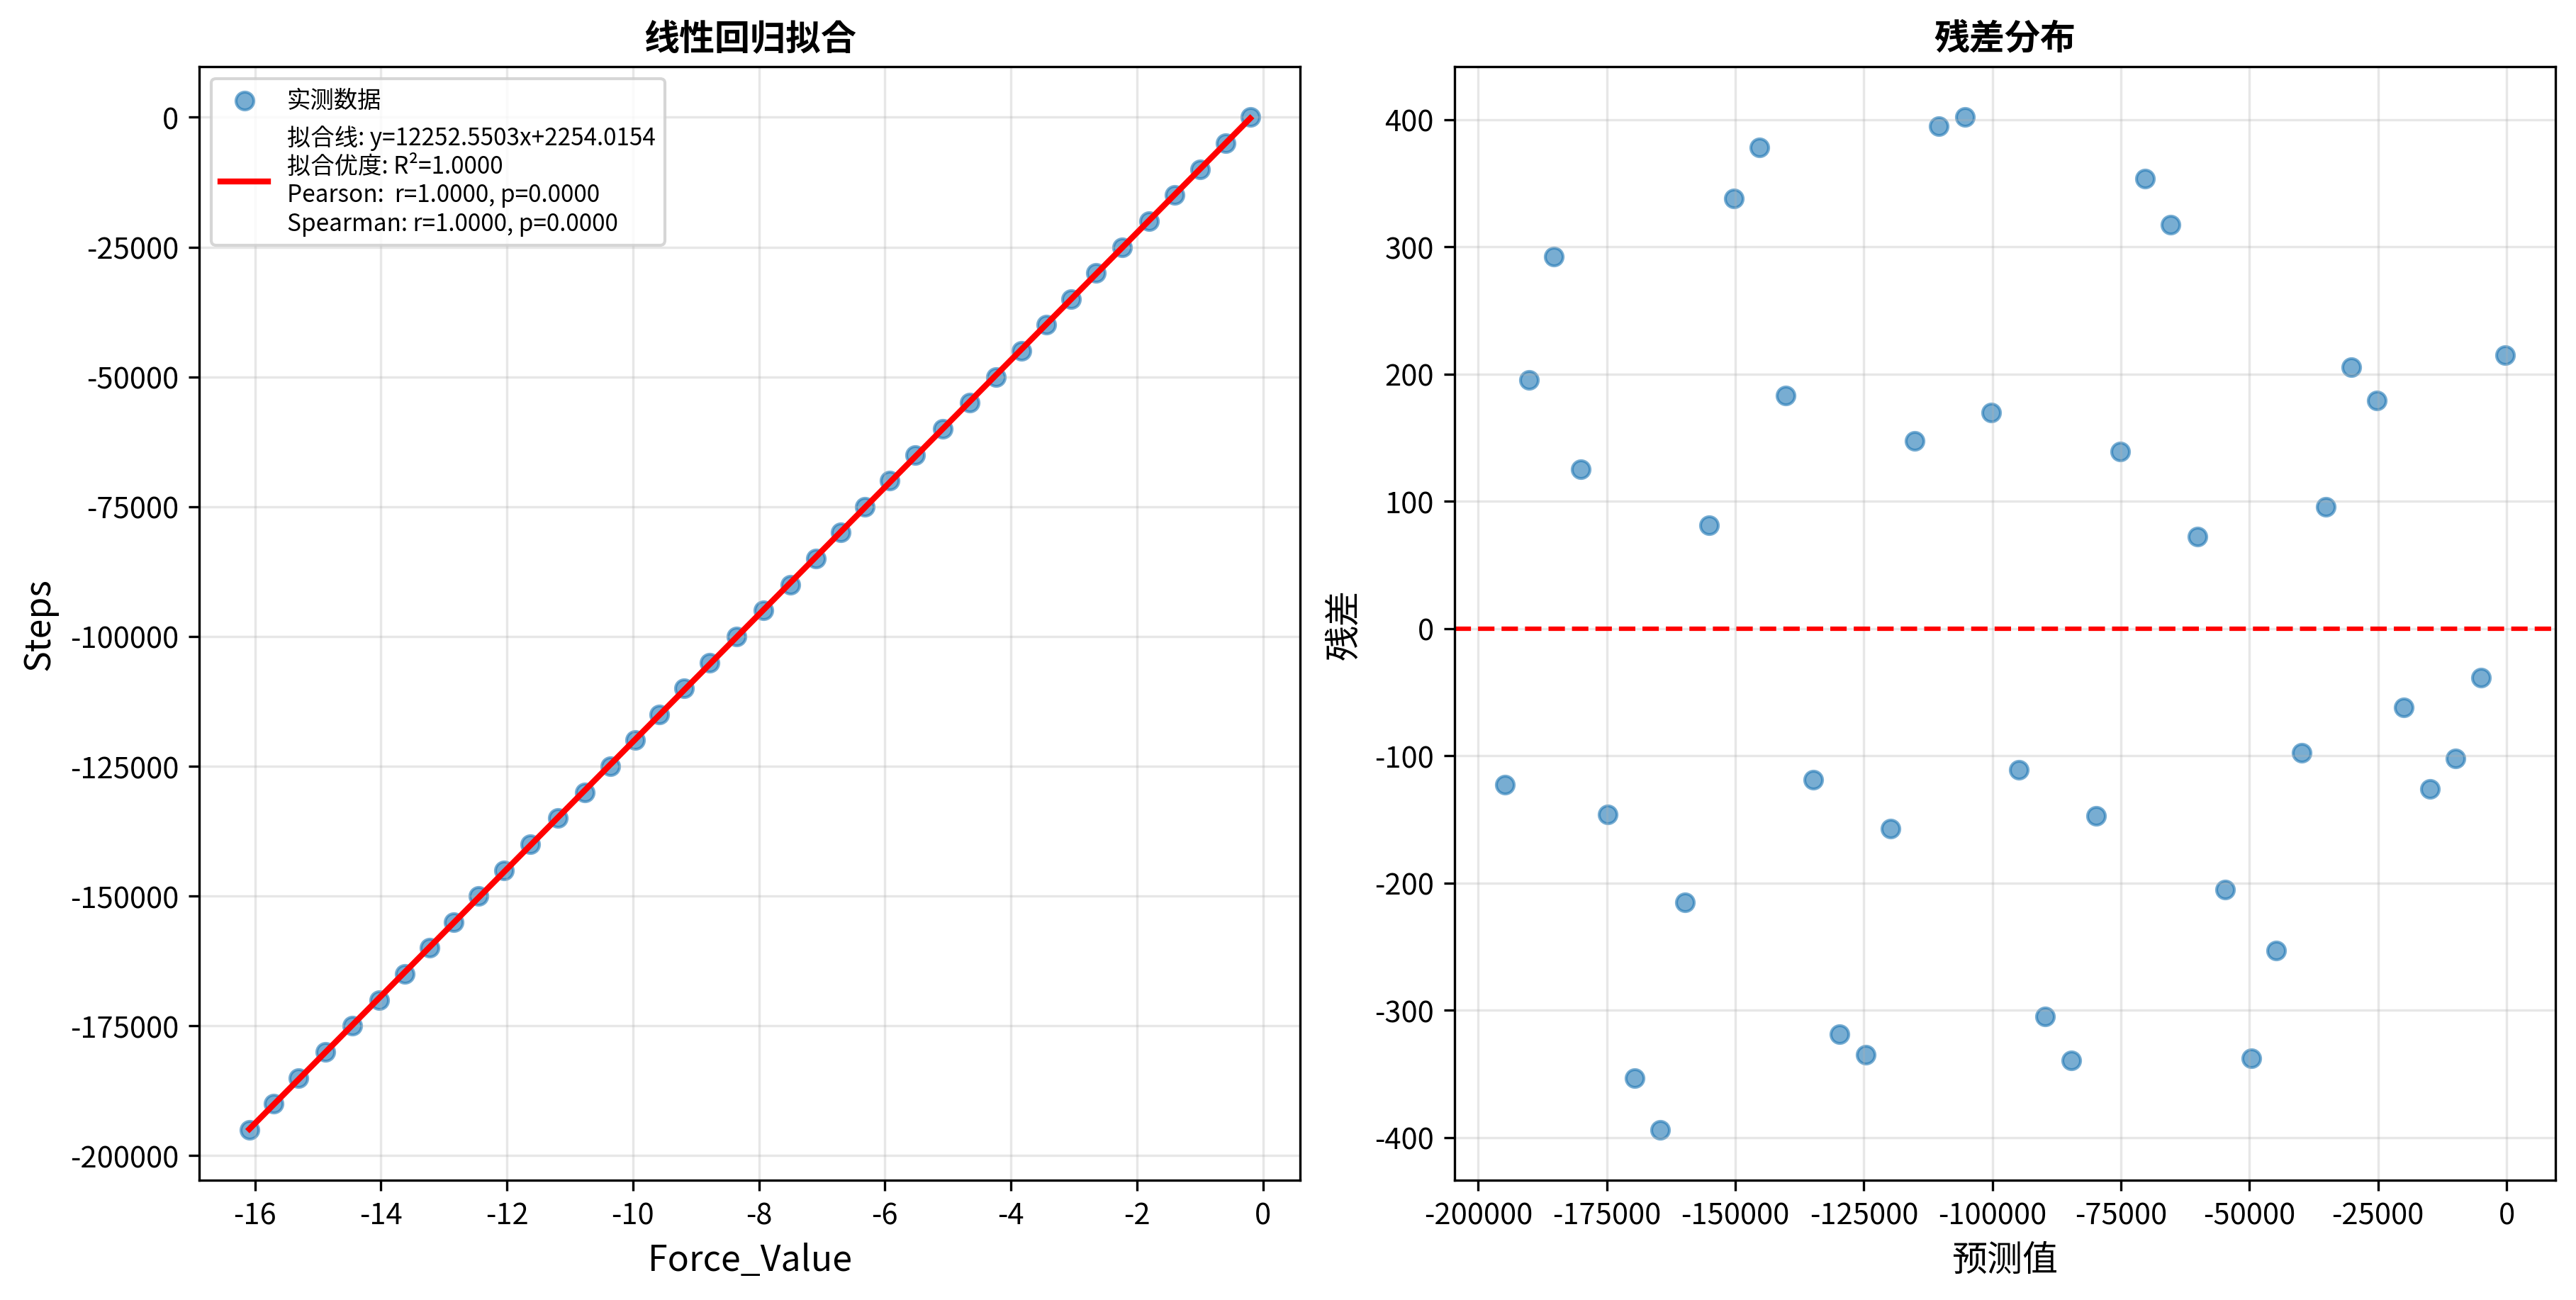 线性回归拟合
实测数据
拟合线: y=12252.5503x+2254.0154
拟合优度: R²=1.0000
Pearson:  r=1.0000, p=0.0000
Spearman: r=1.0000, p=0.0000
0
-25000
-50000
-75000
-100000
-125000
-150000
-175000
-200000
Steps
-16 -14 -12 -10 -8 -6 -4 -2 0
Force_Value
残差分布
400
300
200
100
0
-100
-200
-300
-400
残差
-200000 -175000 -150000 -125000 -100000 -75000 -50000 -25000 0
预测值